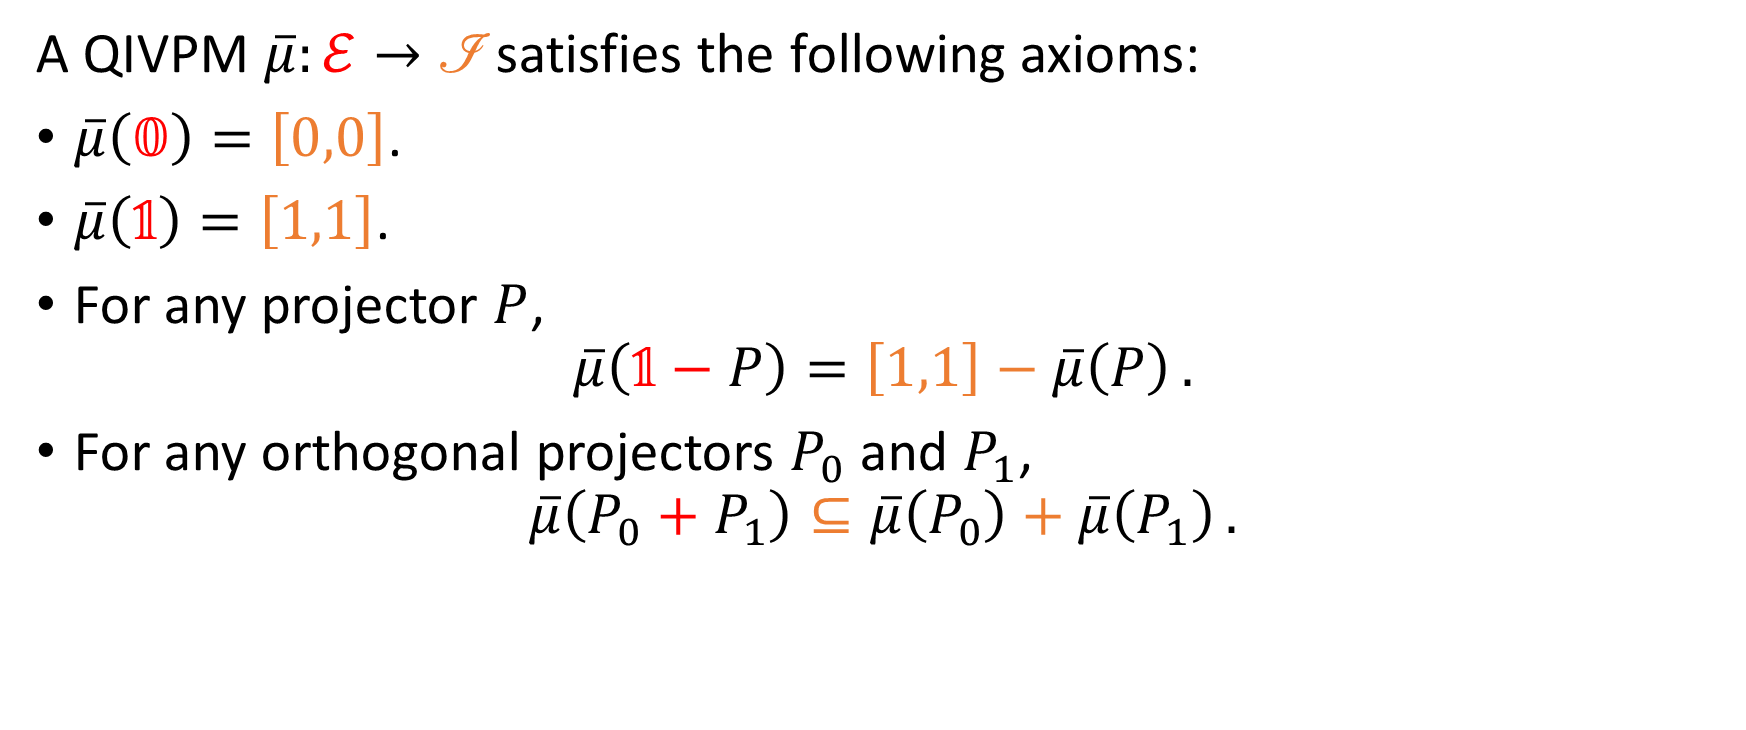 A QIVPM μ̄: ℰ → ℐ satisfies the following axioms:
• μ̄(𝟘) = [0,0].
• μ̄(𝟙) = [1,1].
• For any projector P,
μ̄(𝟙 − P) = [1,1] − μ̄(P) .
• For any orthogonal projectors P₀ and P₁,
μ̄(P₀ + P₁) ⊆ μ̄(P₀) + μ̄(P₁) .